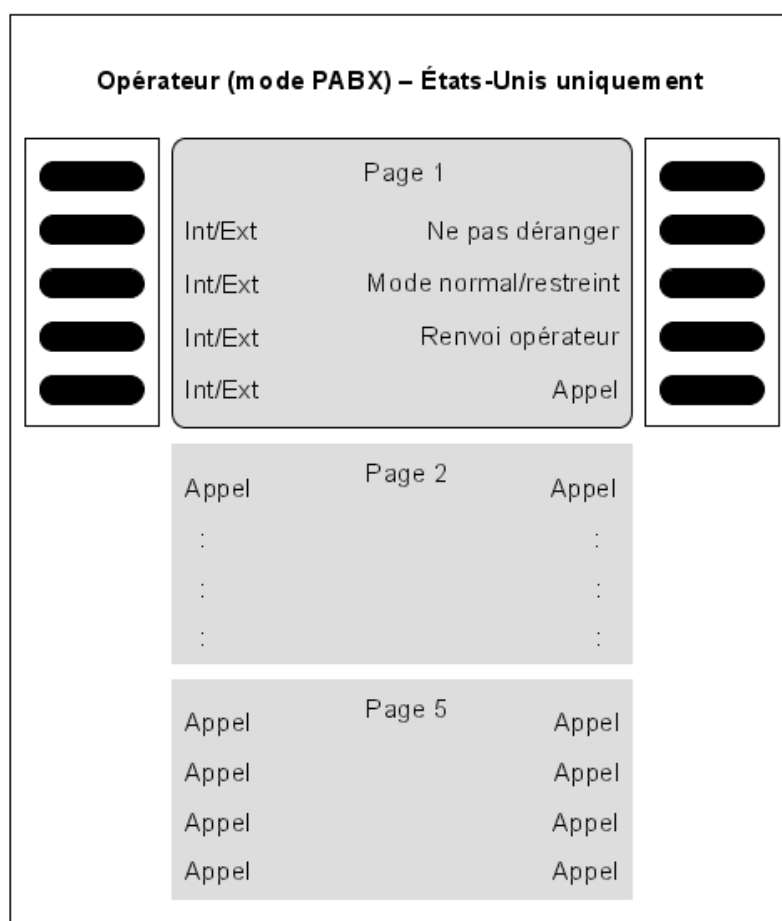 Opérateur (mode PABX) – États-Unis uniquement
Page 1
Int/Ext Ne pas déranger
Int/Ext Mode normal/restreint
Int/Ext Renvoi opérateur
Int/Ext Appel
Page 2
Appel Appel
: :
: :
: :
Page 5
Appel Appel
Appel Appel
Appel Appel
Appel Appel